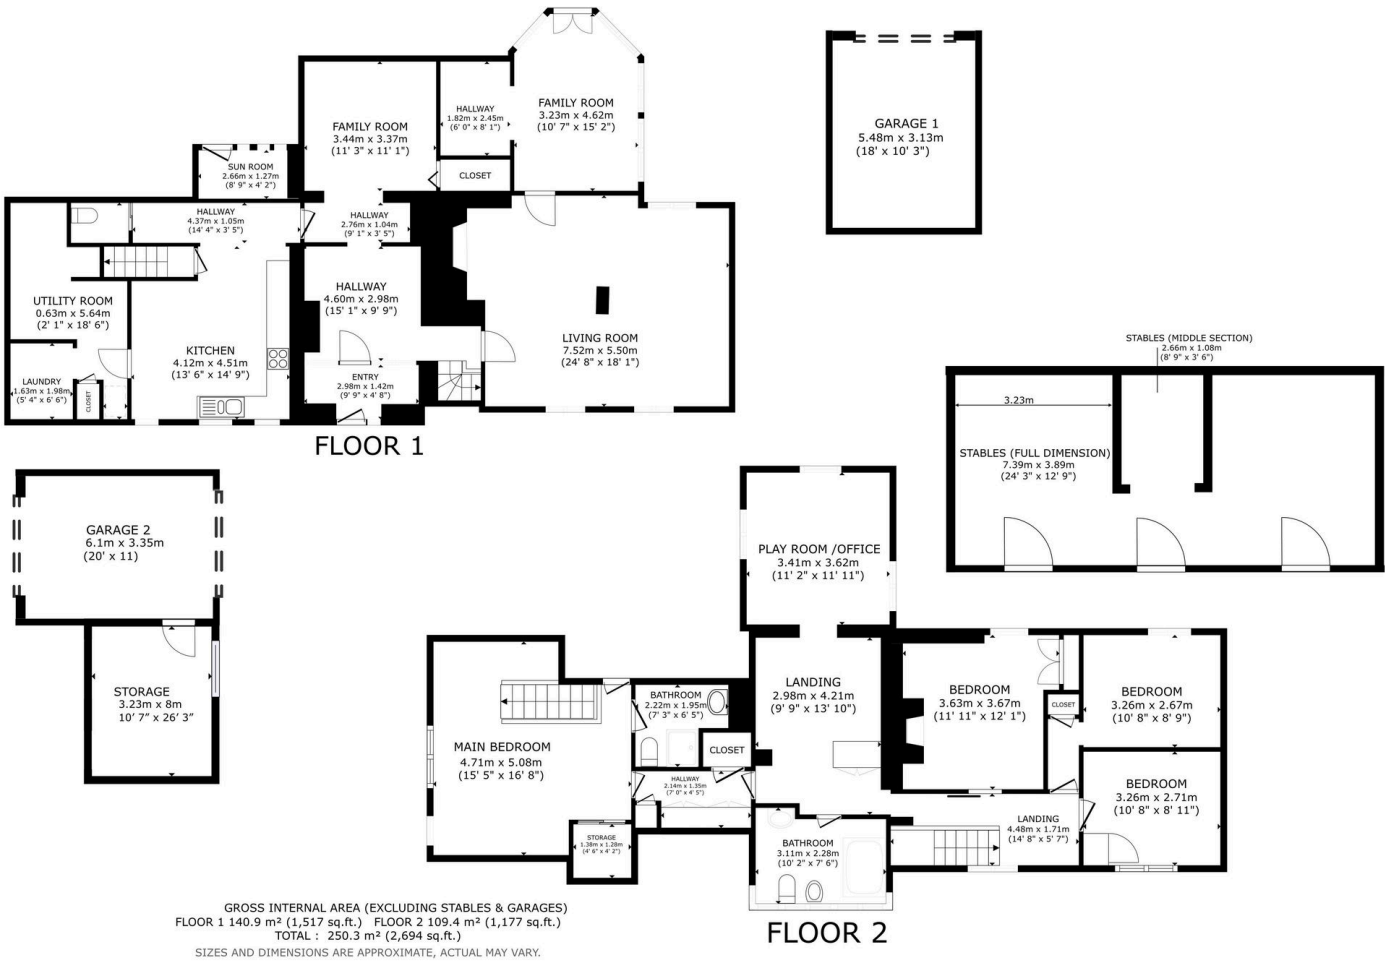 FAMILY ROOM
3.44m x 3.37m
(11' 3" x 11' 1")
HALLWAY
1.82m x 2.45m
(6' 0" x 8' 1")
FAMILY ROOM
3.23m x 4.62m
(10' 7" x 15' 2")
CLOSET
SUN ROOM
2.66m x 1.27m
(8' 9" x 4' 2")
HALLWAY
4.37m x 1.05m
(14' 4" x 3' 5")
HALLWAY
2.76m x 1.04m
(9' 1" x 3' 5")
UTILITY ROOM
0.63m x 5.64m
(2' 1" x 18' 6")
HALLWAY
4.60m x 2.98m
(15' 1" x 9' 9")
LIVING ROOM
7.52m x 5.50m
(24' 8" x 18' 1")
KITCHEN
4.12m x 4.51m
(13' 6" x 14' 9")
LAUNDRY
1.63m x 1.98m
(5' 4" x 6' 6")
CLOSET
ENTRY
2.98m x 1.42m
(9' 9" x 4' 8")
FLOOR 1
GARAGE 1
5.48m x 3.13m
(18' x 10' 3")
STABLES (MIDDLE SECTION)
2.66m x 1.08m
(8' 9" x 3' 6")
3.23m
STABLES (FULL DIMENSION)
7.39m x 3.89m
(24' 3" x 12' 9")
GARAGE 2
6.1m x 3.35m
(20' x 11)
STORAGE
3.23m x 8m
10' 7" x 26' 3"
PLAY ROOM /OFFICE
3.41m x 3.62m
(11' 2" x 11' 11")
LANDING
2.98m x 4.21m
(9' 9" x 13' 10")
BEDROOM
3.63m x 3.67m
(11' 11" x 12' 1")
CLOSET
BEDROOM
3.26m x 2.67m
(10' 8" x 8' 9")
BEDROOM
3.26m x 2.71m
(10' 8" x 8' 11")
MAIN BEDROOM
4.71m x 5.08m
(15' 5" x 16' 8")
BATHROOM
2.22m x 1.95m
(7' 3" x 6' 5")
CLOSET
HALLWAY
2.14m x 1.35m
(7' 0" x 4' 5")
STORAGE
1.38m x 1.28m
(4' 6" x 4' 2")
BATHROOM
3.11m x 2.28m
(10' 2" x 7' 6")
LANDING
4.48m x 1.71m
(14' 8" x 5' 7")
FLOOR 2
GROSS INTERNAL AREA (EXCLUDING STABLES & GARAGES)
FLOOR 1 140.9 m² (1,517 sq.ft.) FLOOR 2 109.4 m² (1,177 sq.ft.)
TOTAL : 250.3 m² (2,694 sq.ft.)
SIZES AND DIMENSIONS ARE APPROXIMATE, ACTUAL MAY VARY.